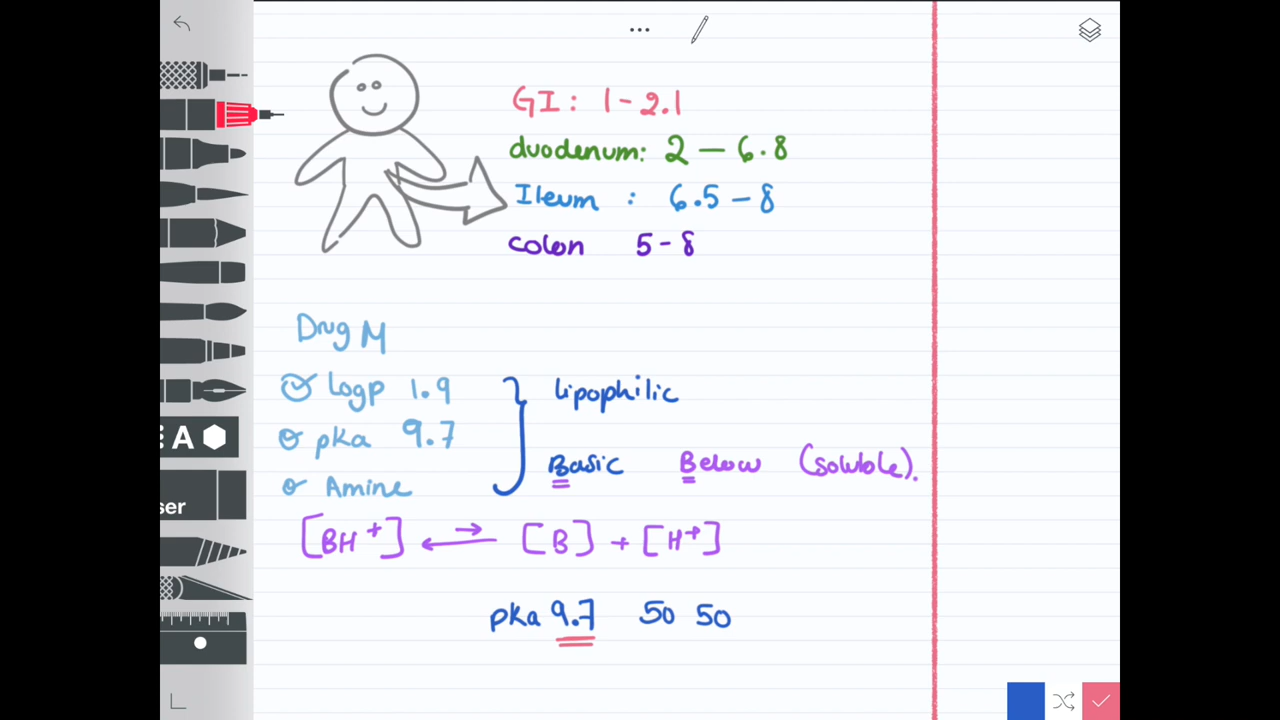 GI : 1 - 2.1
duodenum: 2 — 6.8
Ileum : 6.5 - 8
colon 5 - 8
Drug M
logp 1.9
lipophilic
pka 9.7
Basic Below (soluble).
Amine
[BH+] ⇌ [B] + [H+]
pka 9.7 50 50
A
ser